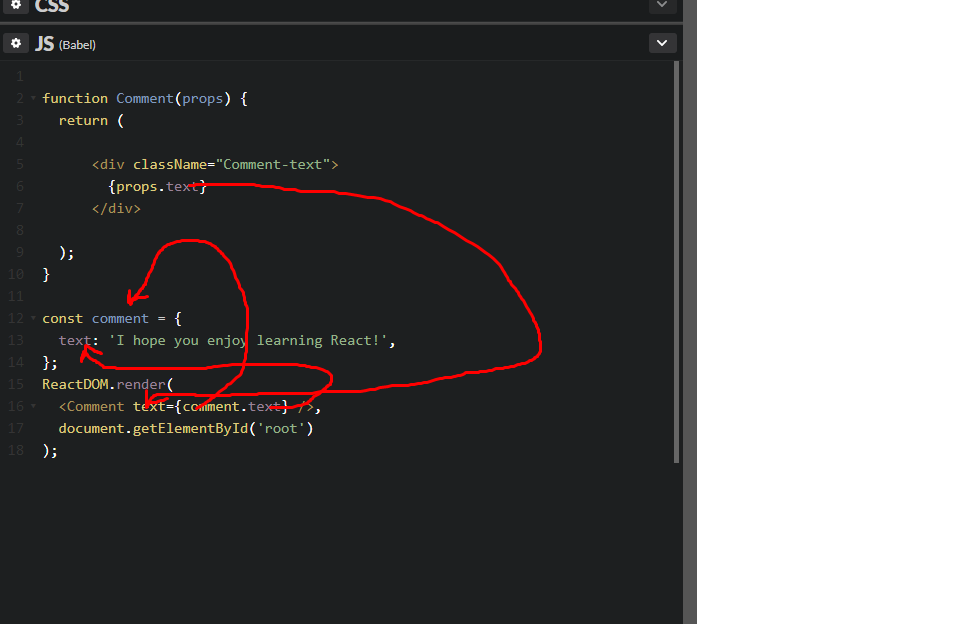 CSS
JS (Babel)
1
2 function Comment(props) {
3 return (
4
5 <div className="Comment-text">
6 {props.text}
7 </div>
8
9 );
10 }
11
12 const comment = {
13 text: 'I hope you enjoy learning React!',
14 };
15 ReactDOM.render(
16 <Comment text={comment.text} />,
17 document.getElementById('root')
18 );